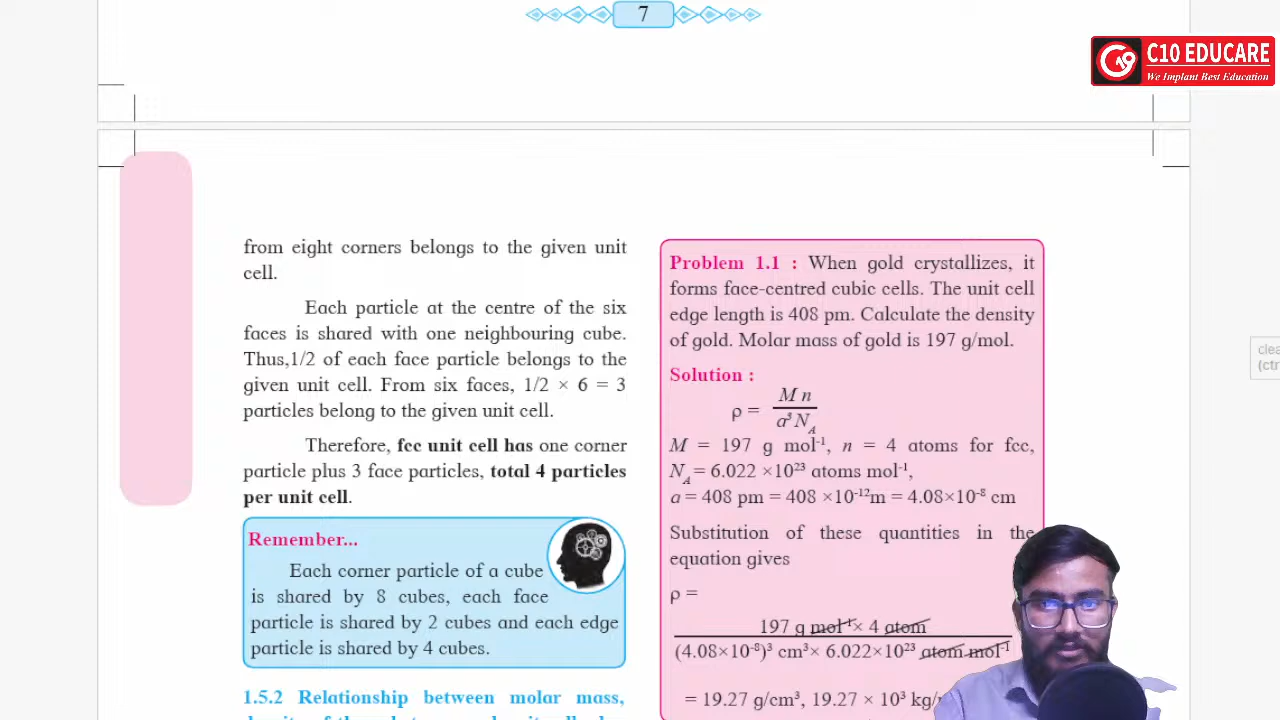 7
C10 EDUCARE
We Implant Best Education
from eight corners belongs to the given unit
cell.
Each particle at the centre of the six
faces is shared with one neighbouring cube.
Thus,1/2 of each face particle belongs to the
given unit cell. From six faces, 1/2 × 6 = 3
particles belong to the given unit cell.
Therefore, fcc unit cell has one corner
particle plus 3 face particles, total 4 particles
per unit cell.
Remember...
Each corner particle of a cube
is shared by 8 cubes, each face
particle is shared by 2 cubes and each edge
particle is shared by 4 cubes.
1.5.2 Relationship between molar mass,
Problem 1.1 : When gold crystallizes, it
forms face-centred cubic cells. The unit cell
edge length is 408 pm. Calculate the density
of gold. Molar mass of gold is 197 g/mol.
Solution :
ρ = M n / a³ N_A
M = 197 g mol⁻¹, n = 4 atoms for fcc,
N_A = 6.022 ×10²³ atoms mol⁻¹,
a = 408 pm = 408 ×10⁻¹²m = 4.08×10⁻⁸ cm
Substitution of these quantities in the
equation gives
ρ =
197 g mol⁻¹× 4 atom
(4.08×10⁻⁸)³ cm³× 6.022×10²³ atom mol⁻¹
= 19.27 g/cm³, 19.27 × 10³ kg/